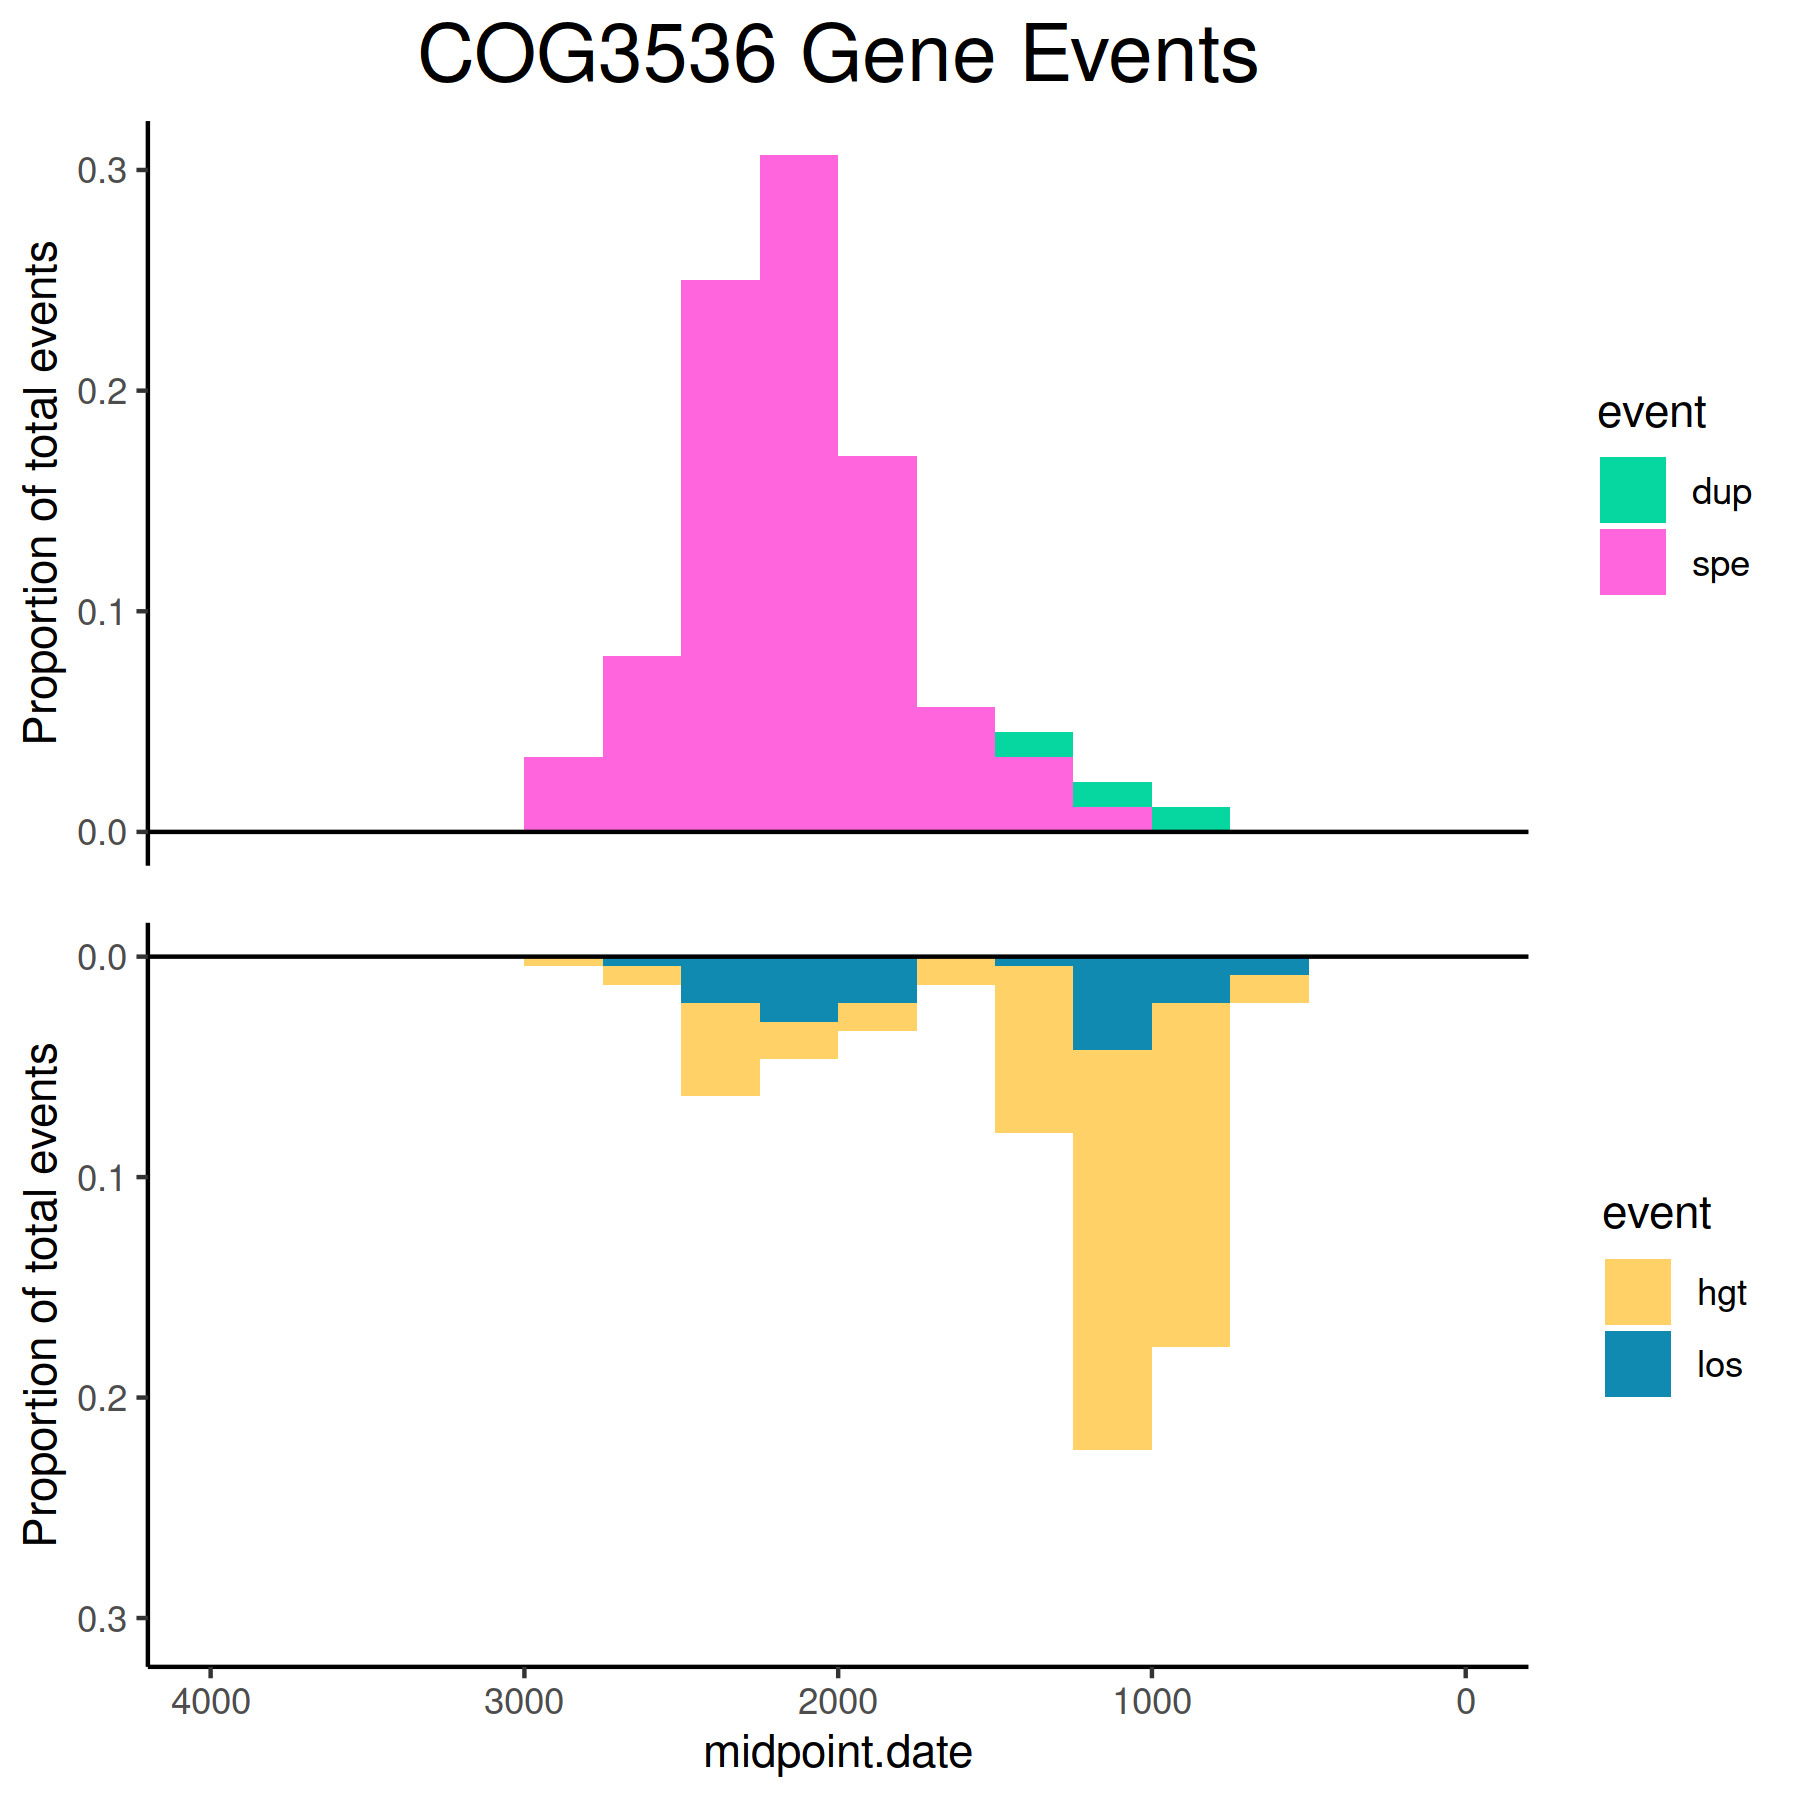 COG3536 Gene Events
Proportion of total events
0.3
0.2
0.1
0.0
event
dup
spe
Proportion of total events
0.0
0.1
0.2
0.3
event
hgt
los
4000 3000 2000 1000 0
midpoint.date